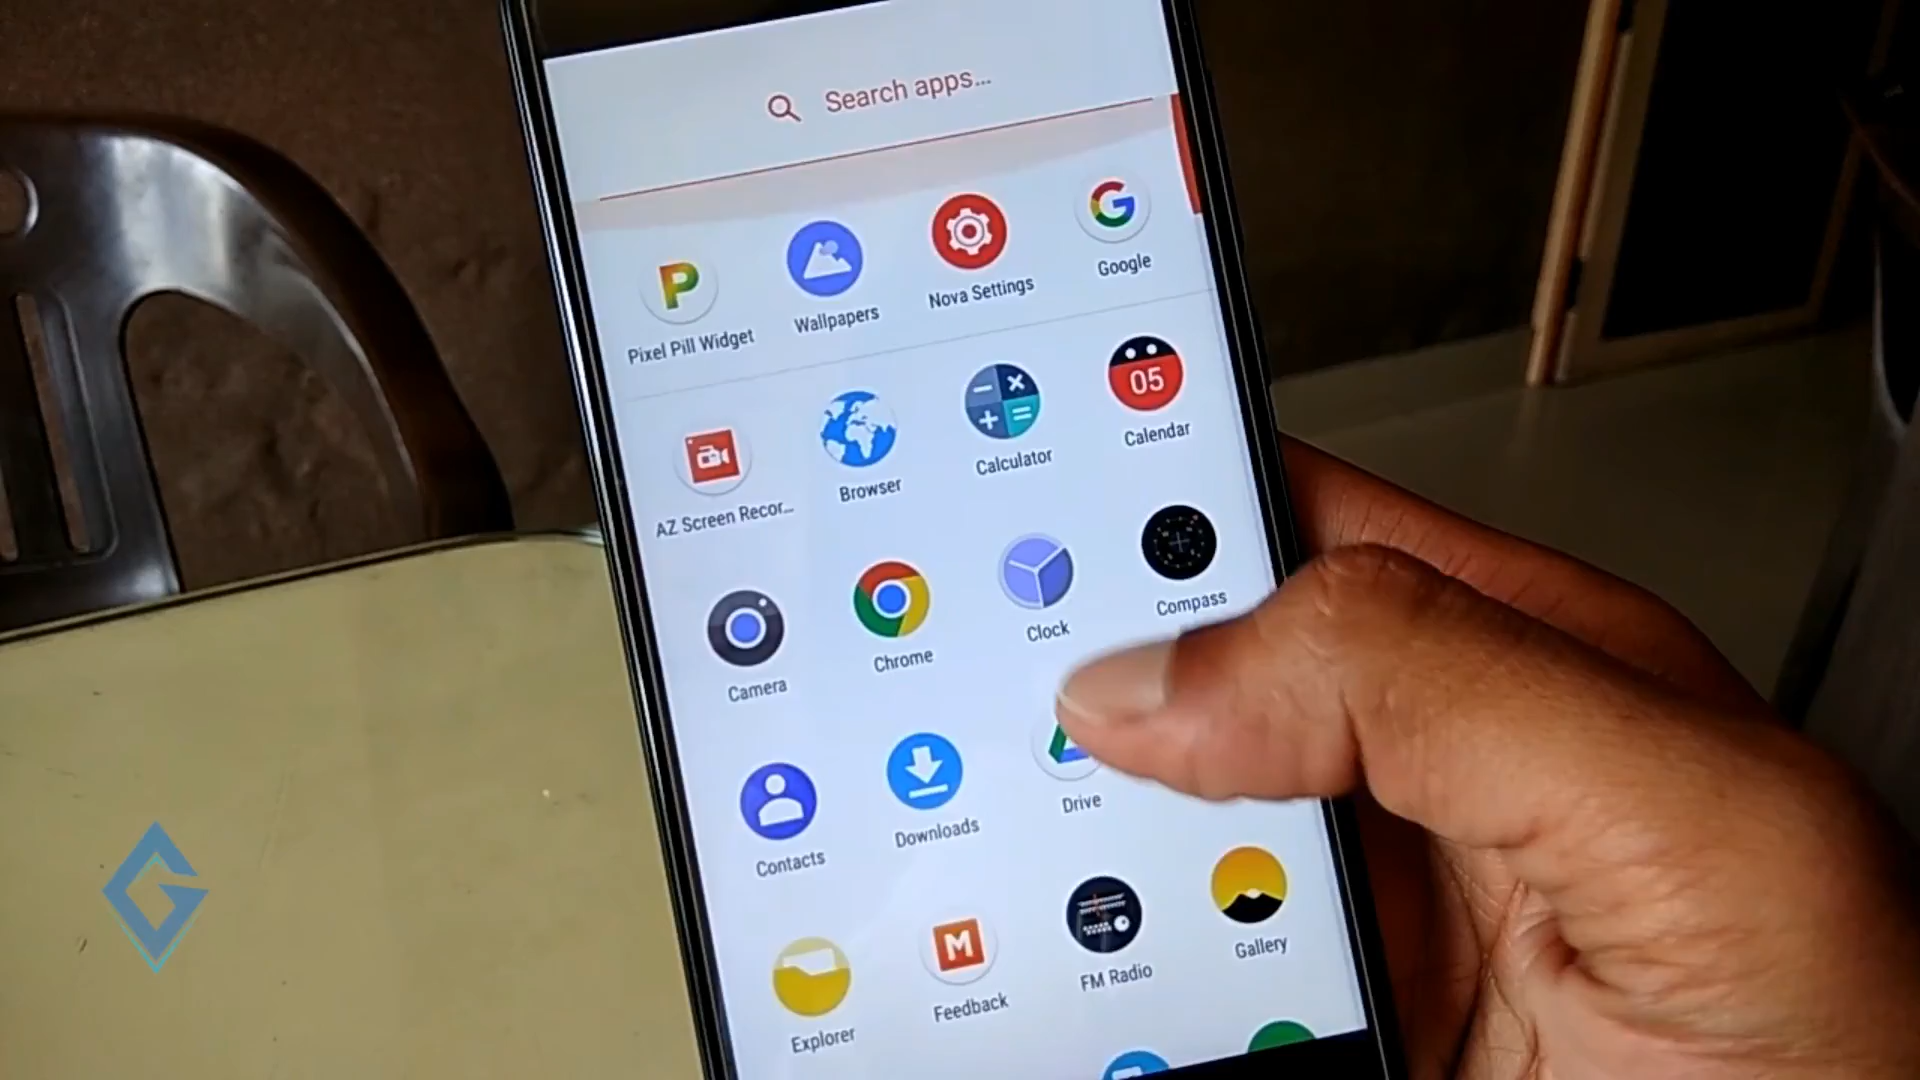 Search apps...
Pixel Pill Widget
Wallpapers
Nova Settings
Google
AZ Screen Recor...
Browser
Calculator
05
Calendar
Camera
Chrome
Clock
Compass
Contacts
Downloads
Drive
Explorer
M
Feedback
FM Radio
Gallery